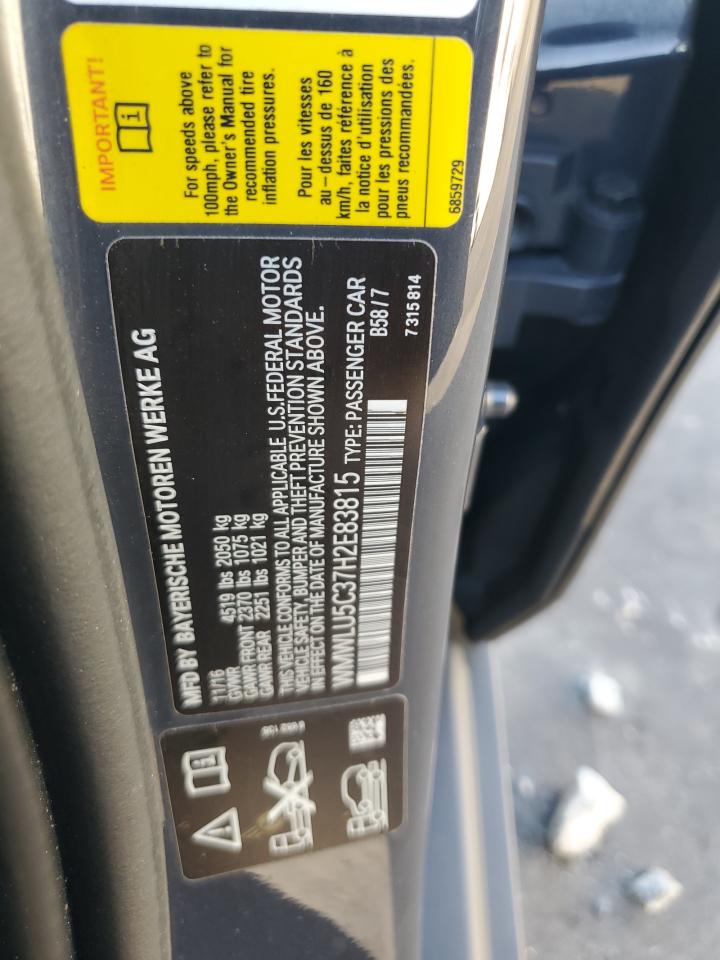 IMPORTANT!
For speeds above
100mph, please refer to
the Owner's Manual for
recommended tire
inflation pressures.
Pour les vitesses
au-dessus de 160
km/h, faites référence à
la notice d'utilisation
pour les pressions des
pneus recommandées.
6859729
MFD BY BAYERISCHE MOTOREN WERKE AG
11/16
GVWR 4519 lbs 2050 kg
GAWR FRONT 2370 lbs 1075 kg
GAWR REAR 2251 lbs 1021 kg
THIS VEHICLE CONFORMS TO ALL APPLICABLE U.S.FEDERAL MOTOR
VEHICLE SAFETY, BUMPER AND THEFT PREVENTION STANDARDS
IN EFFECT ON THE DATE OF MANUFACTURE SHOWN ABOVE.
WMWLU5C37H2E83815 TYPE: PASSENGER CAR
B58/7
7315814